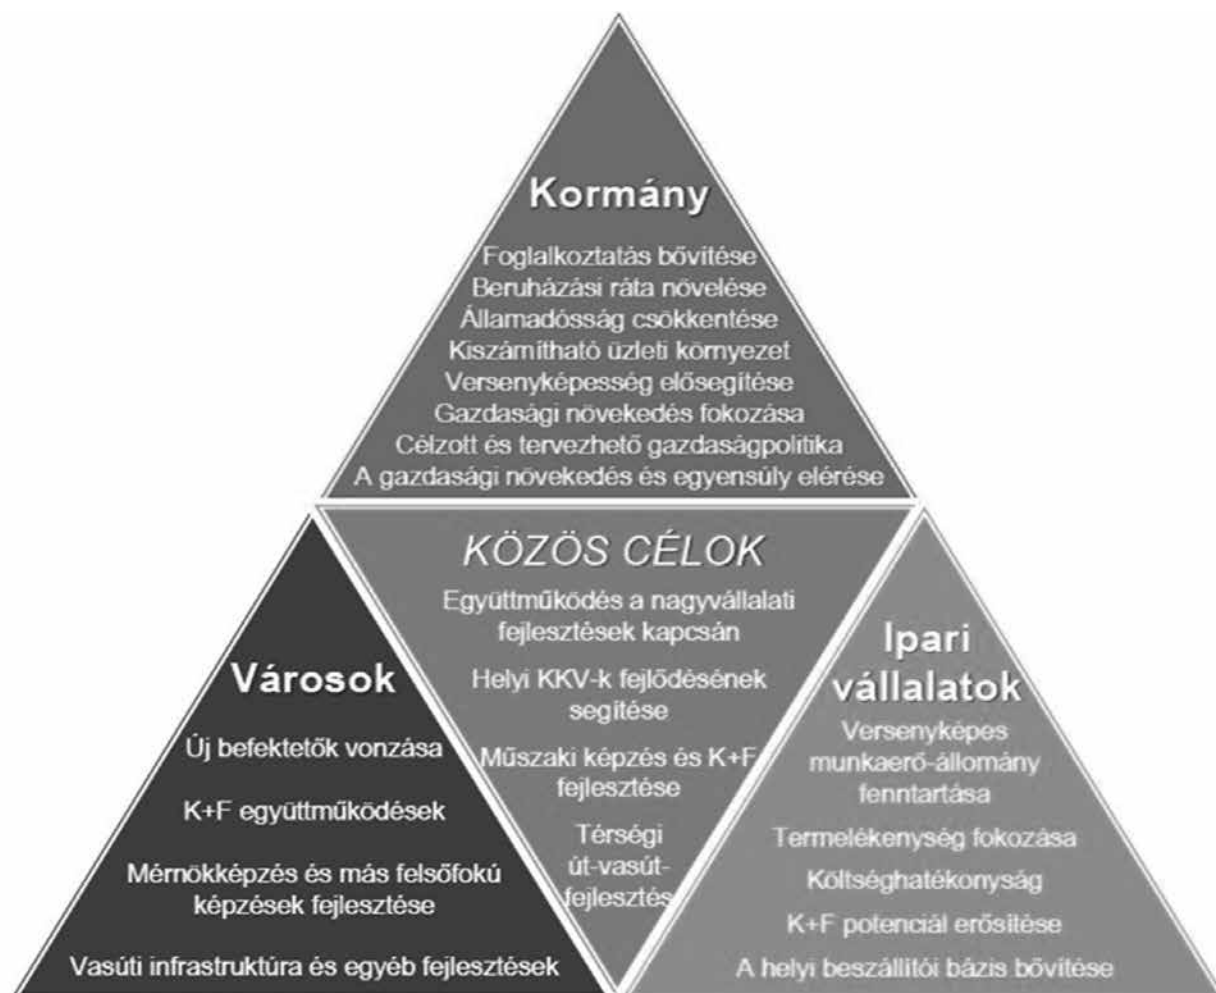 Kormány
Foglalkoztatás bővítése
Beruházási ráta növelése
Államadósság csökkentése
Kiszámítható üzleti környezet
Versenyképesség elősegítése
Gazdasági növekedés fokozása
Célzott és tervezhető gazdaságpolitika
A gazdasági növekedés és egyensúly elérése
KÖZÖS CÉLOK
Együttműködés a nagyvállalati
fejlesztések kapcsán
Helyi KKV-k fejlődésének
segítése
Műszaki képzés és K+F
fejlesztése
Térségi
út-vasút-
fejlesztés
Városok
Új befektetők vonzása
K+F együttműködések
Mérnökképzés és más felsőfokú
képzések fejlesztése
Vasúti infrastruktúra és egyéb fejlesztések
Ipari
vállalatok
Versenyképes
munkaerő-állomány
fenntartása
Termelékenység fokozása
Költséghatékonyság
K+F potenciál erősítése
A helyi beszállítói bázis bővítése